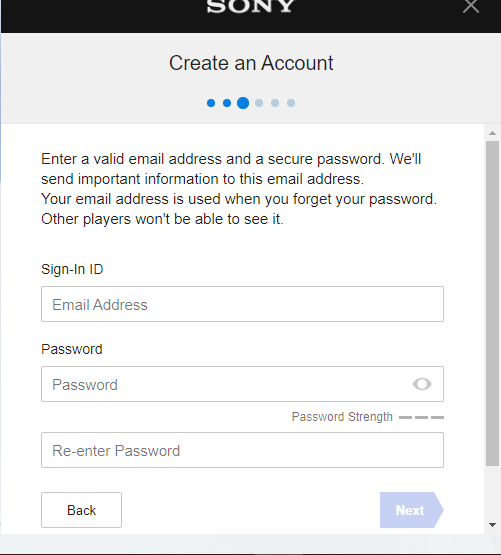 SONY
Create an Account
Enter a valid email address and a secure password. We'll
send important information to this email address.
Your email address is used when you forget your password.
Other players won't be able to see it.
Sign-In ID
Email Address
Password
Password
Password Strength
Re-enter Password
Back
Next